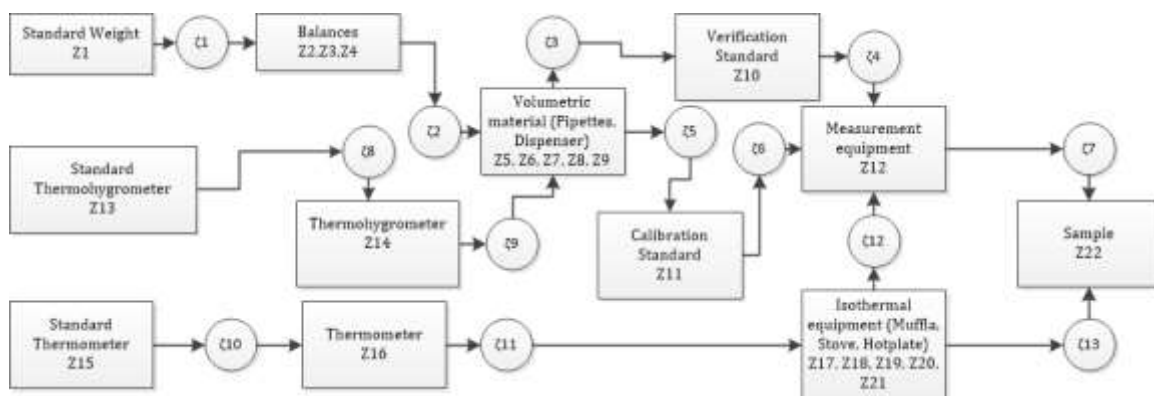 Standard Weight
Z1
ζ1
Balances
Z2,Z3,Z4
ζ2
ζ3
Verification
Standard
Z10
ζ4
Volumetric
material (Pipettes,
Dispenser)
Z5, Z6, Z7, Z8, Z9
ζ5
ζ6
Measurement
equipment
Z12
ζ7
Standard
Thermohygrometer
Z13
ζ8
Thermohygrometer
Z14
ζ9
Calibration
Standard
Z11
ζ12
Sample
Z22
Standard
Thermometer
Z15
ζ10
Thermometer
Z16
ζ11
Isothermal
equipment (Muffla,
Stove, Hotplate)
Z17, Z18, Z19, Z20,
Z21
ζ13